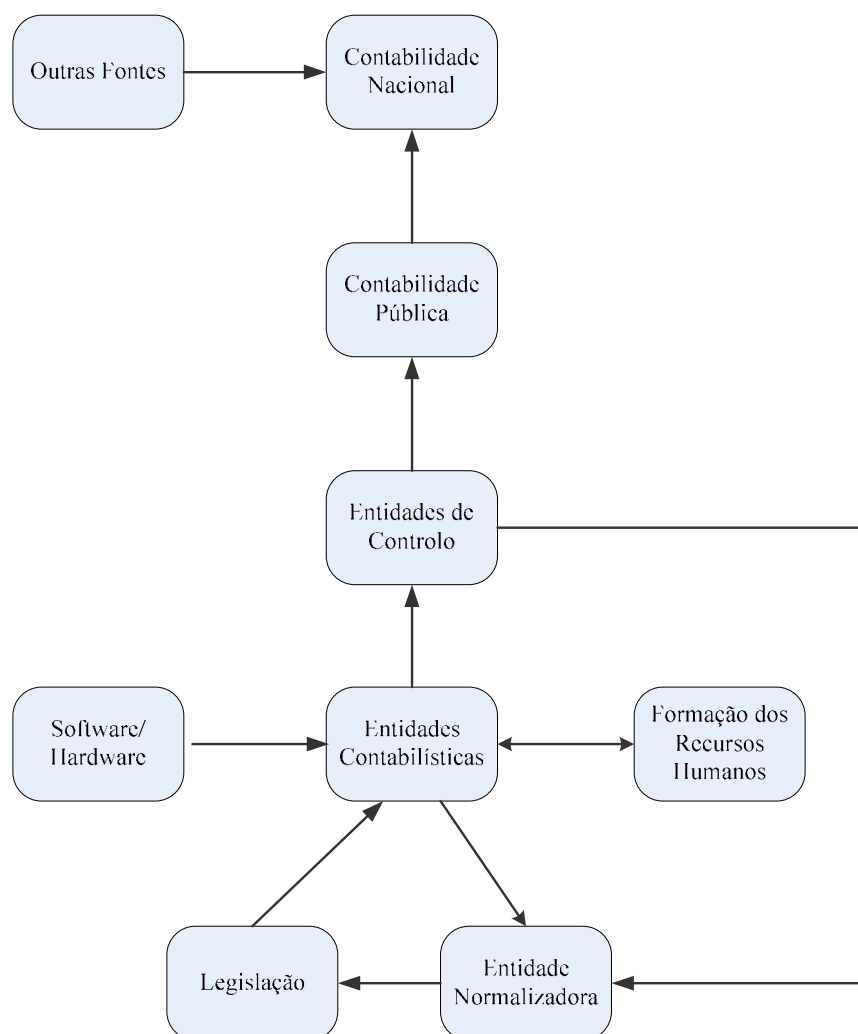 Outras Fontes
Contabilidade
Nacional
Contabilidade
Pública
Entidades de
Controlo
Software/
Hardware
Entidades
Contabilísticas
Formação dos
Recursos
Humanos
Legislação
Entidade
Normalizadora